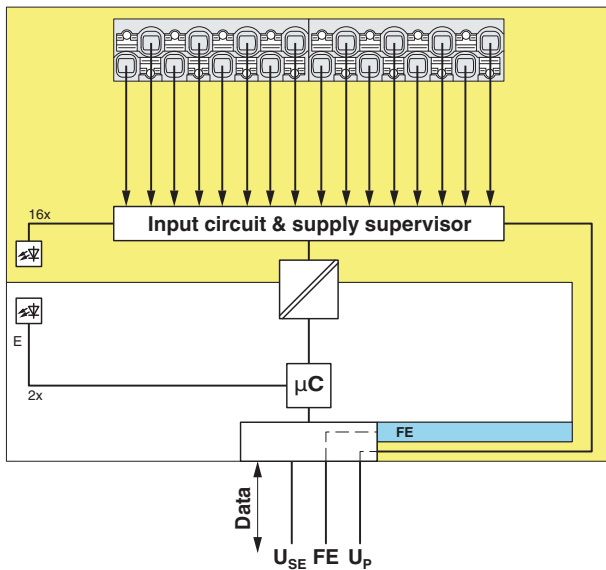 16x
Input circuit & supply supervisor
E
2x
µC
FE
Data
USE FE UP